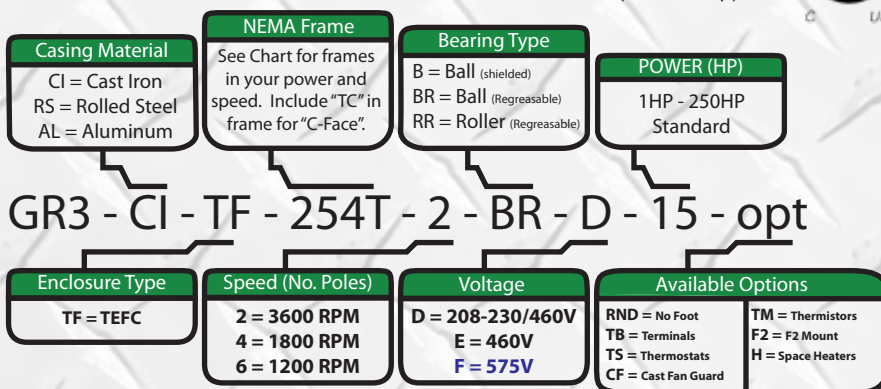 C U
Casing Material
CI = Cast Iron
RS = Rolled Steel
AL = Aluminum
NEMA Frame
See Chart for frames
in your power and
speed. Include "TC" in
frame for "C-Face".
Bearing Type
B = Ball (shielded)
BR = Ball (Regreasable)
RR = Roller (Regreasable)
POWER (HP)
1HP - 250HP
Standard
GR3 - CI - TF - 254T - 2 - BR - D - 15 - opt
Enclosure Type
TF = TEFC
Speed (No. Poles)
2 = 3600 RPM
4 = 1800 RPM
6 = 1200 RPM
Voltage
D = 208-230/460V
E = 460V
F = 575V
Available Options
RND = No Foot
TB = Terminals
TS = Thermostats
CF = Cast Fan Guard
TM = Thermistors
F2 = F2 Mount
H = Space Heaters